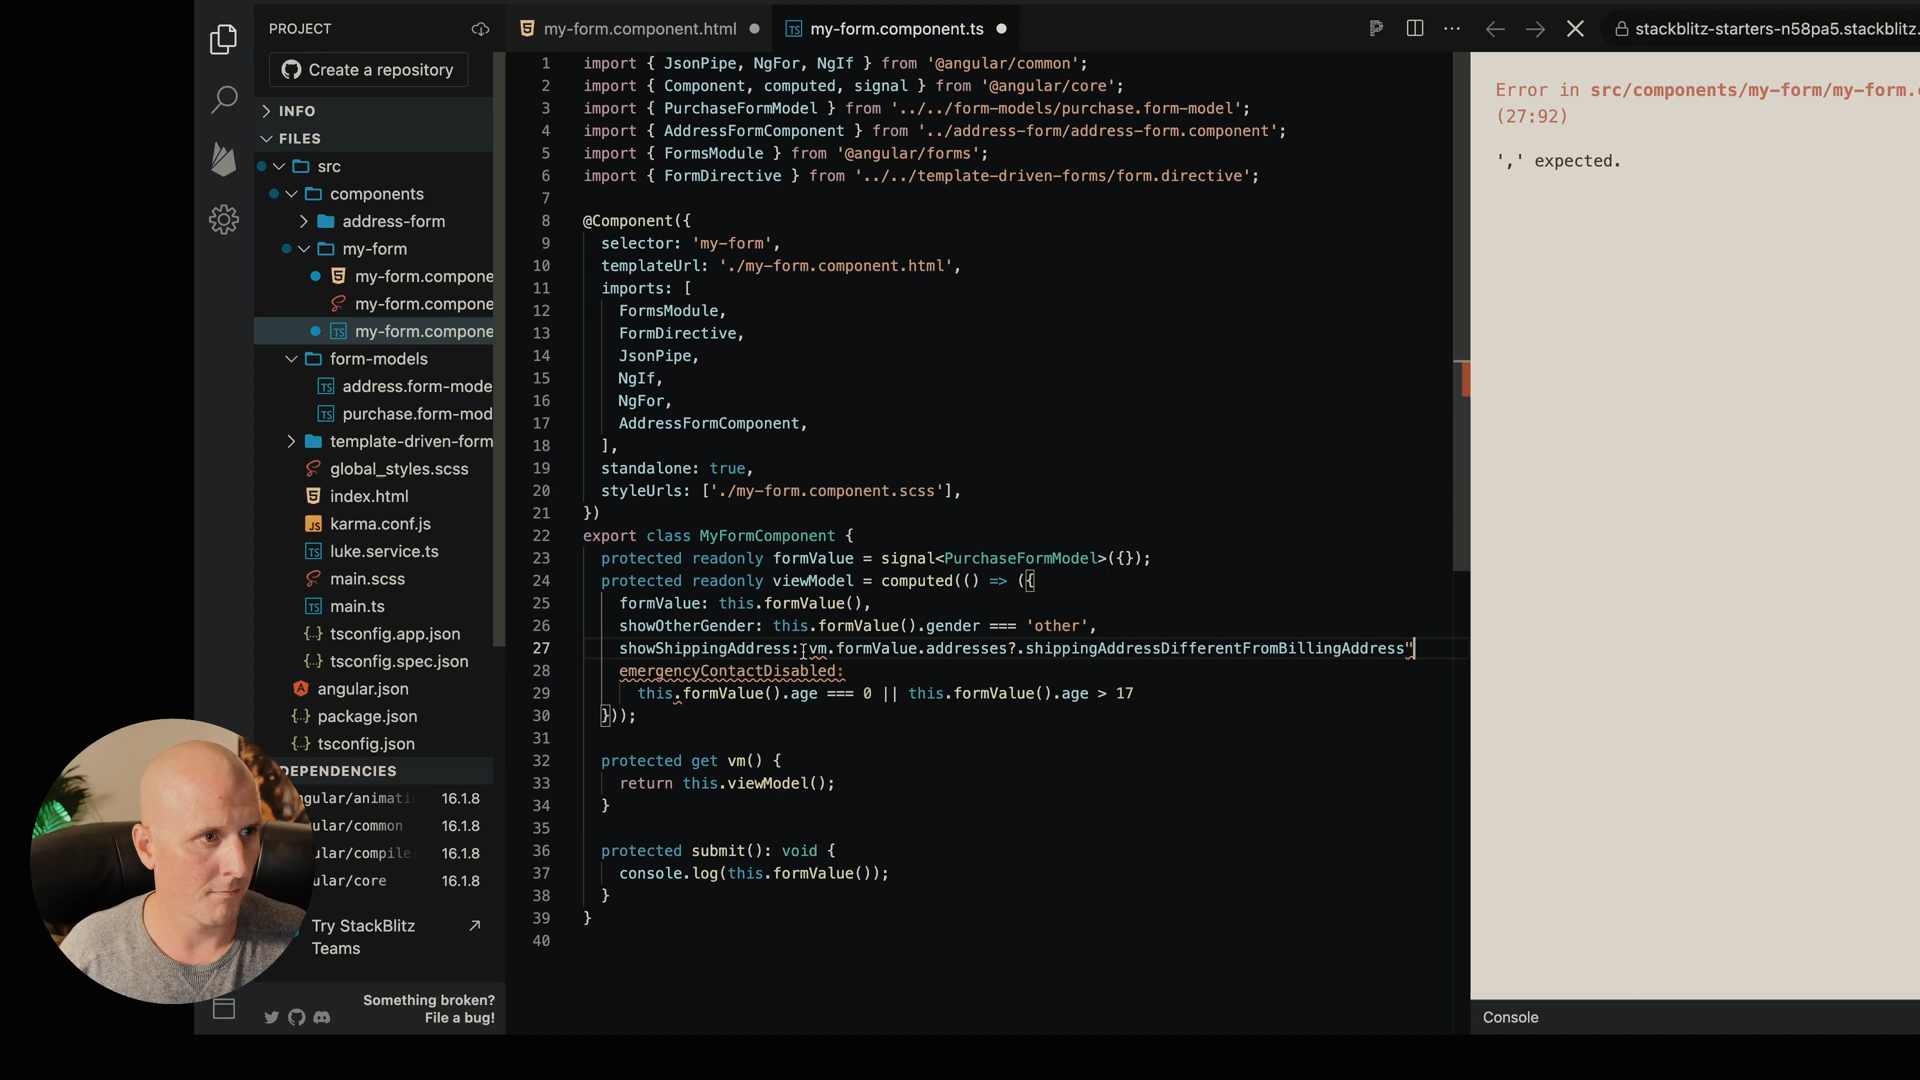 PROJECT
Create a repository
INFO
FILES
src
components
address-form
my-form
my-form.compone
my-form.compone
my-form.compone
form-models
address.form-mode
purchase.form-mod
template-driven-form
global_styles.scss
index.html
karma.conf.js
luke.service.ts
main.scss
main.ts
tsconfig.app.json
tsconfig.spec.json
angular.json
package.json
tsconfig.json
DEPENDENCIES
ngular/animati 16.1.8
ular/common 16.1.8
ular/compile 16.1.8
ular/core 16.1.8
Try StackBlitz
Teams
Something broken?
File a bug!
my-form.component.html
my-form.component.ts
1 import { JsonPipe, NgFor, NgIf } from '@angular/common';
2 import { Component, computed, signal } from '@angular/core';
3 import { PurchaseFormModel } from '../../form-models/purchase.form-model';
4 import { AddressFormComponent } from '../address-form/address-form.component';
5 import { FormsModule } from '@angular/forms';
6 import { FormDirective } from '../../template-driven-forms/form.directive';
7
8 @Component({
9 selector: 'my-form',
10 templateUrl: './my-form.component.html',
11 imports: [
12 FormsModule,
13 FormDirective,
14 JsonPipe,
15 NgIf,
16 NgFor,
17 AddressFormComponent,
18 ],
19 standalone: true,
20 styleUrls: ['./my-form.component.scss'],
21 })
22 export class MyFormComponent {
23 protected readonly formValue = signal<PurchaseFormModel>({});
24 protected readonly viewModel = computed(() => ({
25 formValue: this.formValue(),
26 showOtherGender: this.formValue().gender === 'other',
27 showShippingAddress: vm.formValue.addresses?.shippingAddressDifferentFromBillingAddress"
28 emergencyContactDisabled:
29 this.formValue().age === 0 || this.formValue().age > 17
30 }));
31
32 protected get vm() {
33 return this.viewModel();
34 }
35
36 protected submit(): void {
37 console.log(this.formValue());
38 }
39 }
40
stackblitz-starters-n58pa5.stackblitz.
Error in src/components/my-form/my-form.c
(27:92)
',' expected.
Console